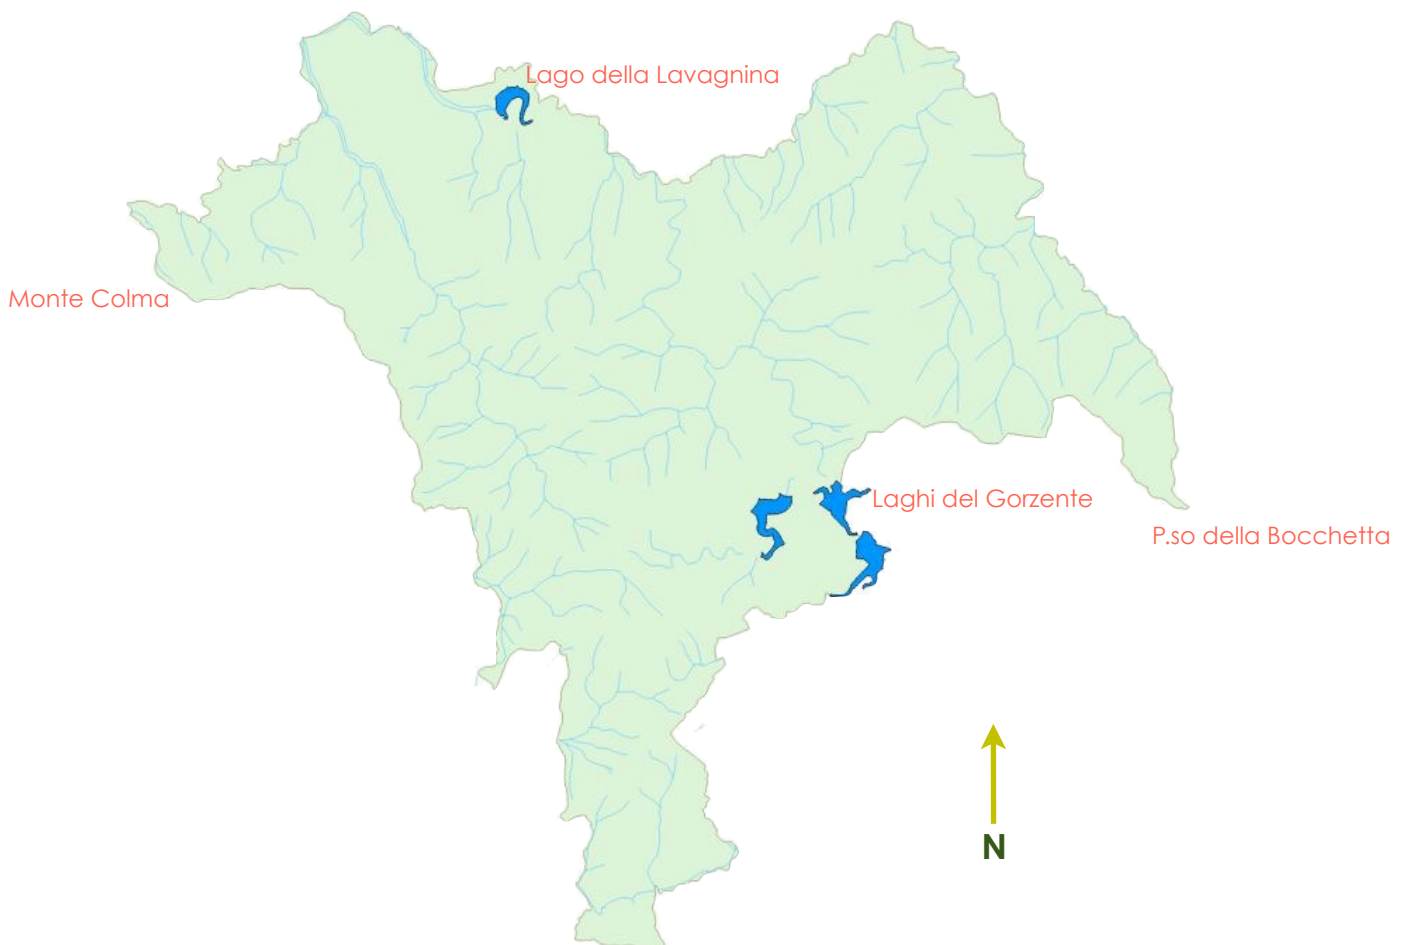 Lago della Lavagnina
Monte Colma
Laghi del Gorzente
P.so della Bocchetta
N